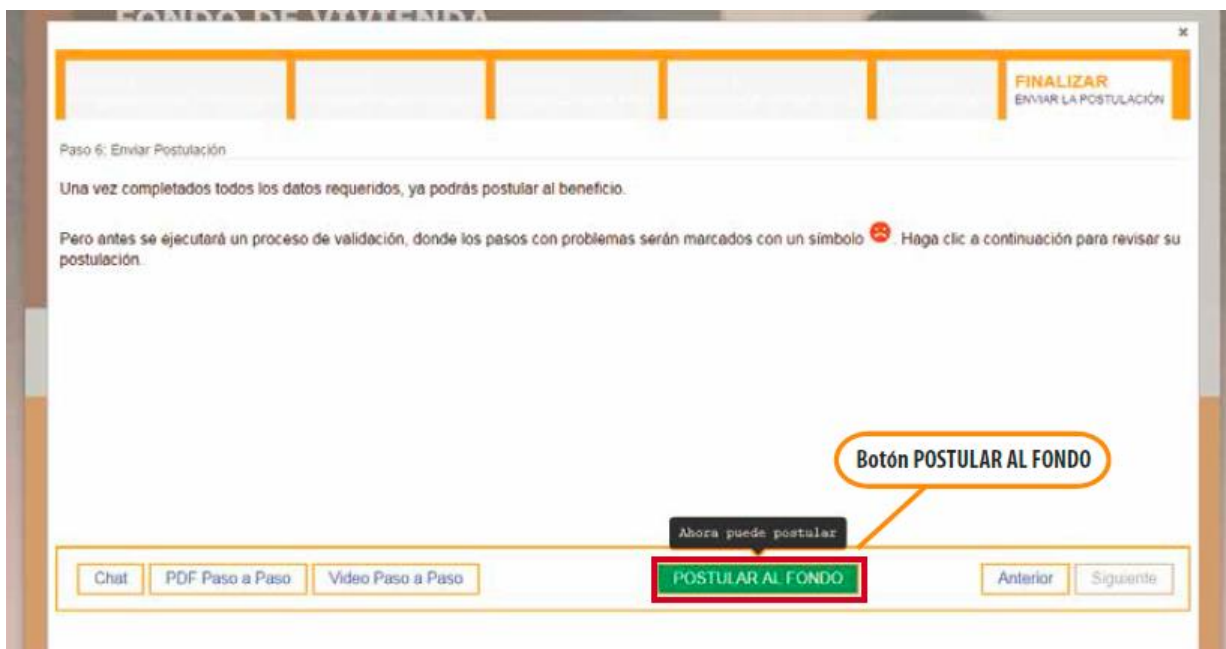 FONDO DE VIVIENDA
×
FINALIZAR
ENVIAR LA POSTULACIÓN
Paso 6: Enviar Postulación
Una vez completados todos los datos requeridos, ya podrás postular al beneficio.
Pero antes se ejecutará un proceso de validación, donde los pasos con problemas serán marcados con un símbolo . Haga clic a continuación para revisar su
postulación.
Botón POSTULAR AL FONDO
Ahora puede postular
Chat PDF Paso a Paso Video Paso a Paso POSTULAR AL FONDO Anterior Siguiente